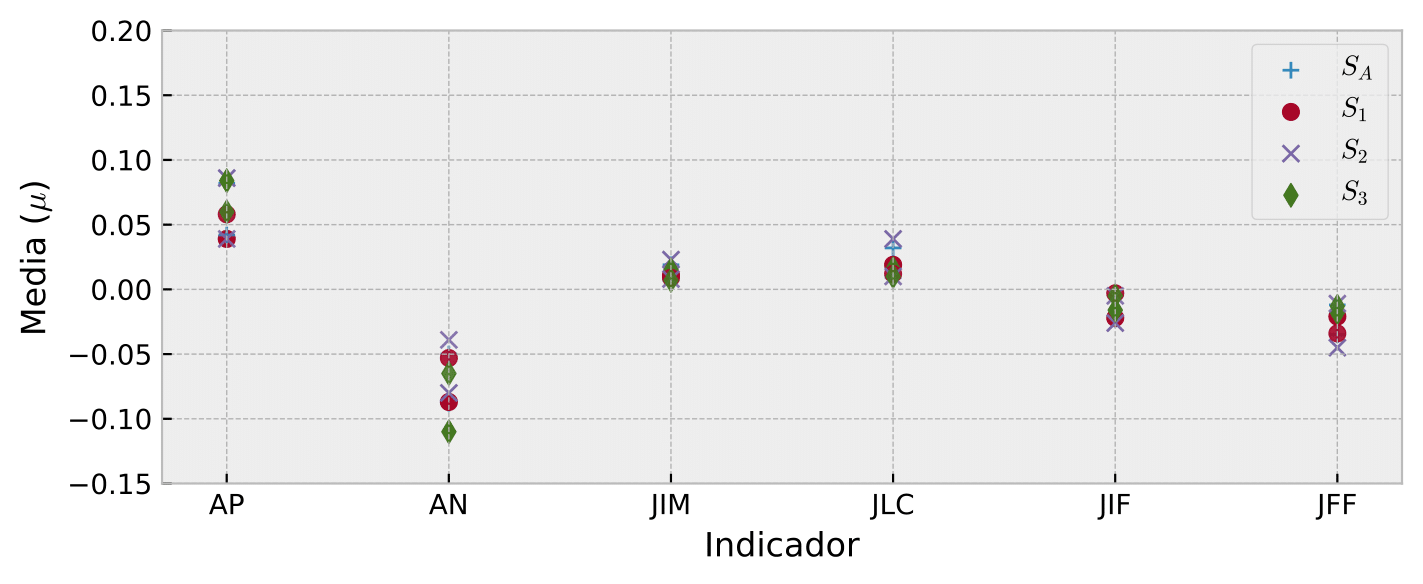 Media (μ)
0.20
0.15
0.10
0.05
0.00
−0.05
−0.10
−0.15
S_A
S_1
S_2
S_3
AP AN JIM JLC JIF JFF
Indicador